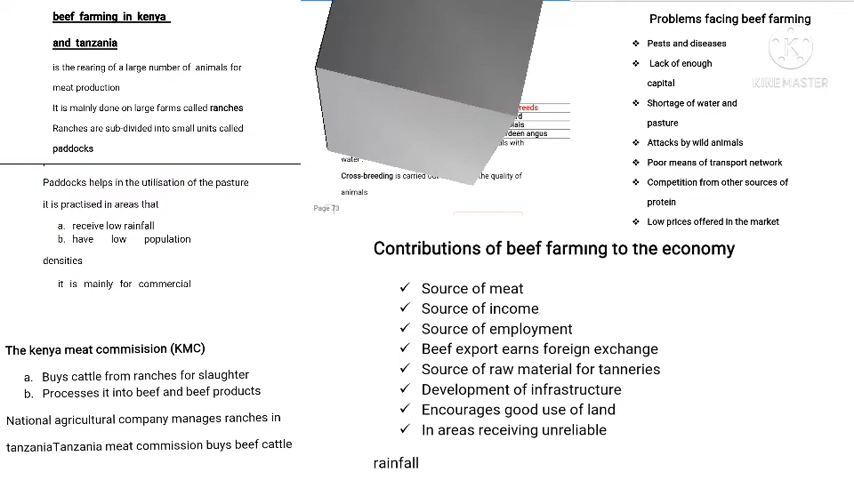 beef farming in kenya
and tanzania
is the rearing of a large number of animals for
meat production
It is mainly done on large farms called ranches
Ranches are sub-divided into small units called
paddocks
Paddocks helps in the utilisation of the pasture
it is practised in areas that
a. receive low rainfall
b. have low population
densities
it is mainly for commercial
The kenya meat commisision (KMC)
a. Buys cattle from ranches for slaughter
b. Processes it into beef and beef products
National agricultural company manages ranches in
tanzaniaTanzania meat commission buys beef cattle
angus
with
water.
Cross-breeding is carried the quality of
animals
Page 73
Problems facing beef farming
❖ Pests and diseases
❖ Lack of enough
capital
❖ Shortage of water and
pasture
❖ Attacks by wild animals
❖ Poor means of transport network
❖ Competition from other sources of
protein
❖ Low prices offered in the market
KINEMASTER
Contributions of beef farming to the economy
✓ Source of meat
✓ Source of income
✓ Source of employment
✓ Beef export earns foreign exchange
✓ Source of raw material for tanneries
✓ Development of infrastructure
✓ Encourages good use of land
✓ In areas receiving unreliable
rainfall